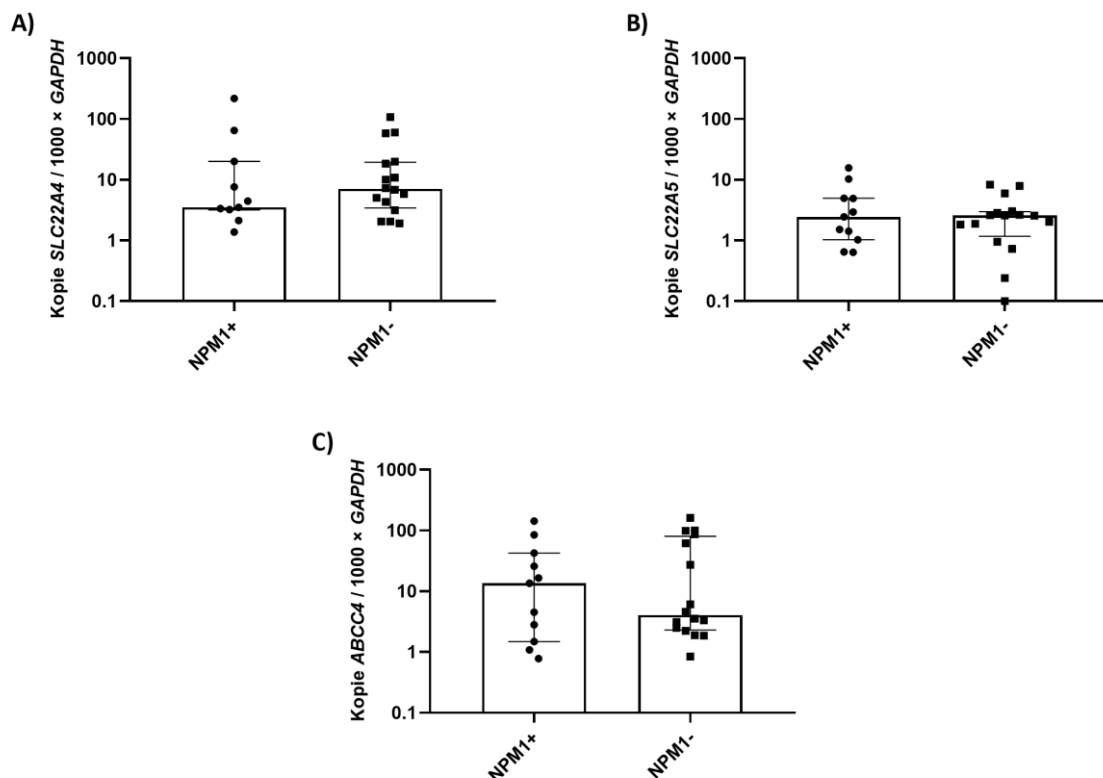 A)
Kopie SLC22A4 / 1000 × GAPDH
1000
100
10
1
0.1
NPM1+
NPM1-
B)
Kopie SLC22A5 / 1000 × GAPDH
1000
100
10
1
0.1
NPM1+
NPM1-
C)
Kopie ABCC4 / 1000 × GAPDH
1000
100
10
1
0.1
NPM1+
NPM1-